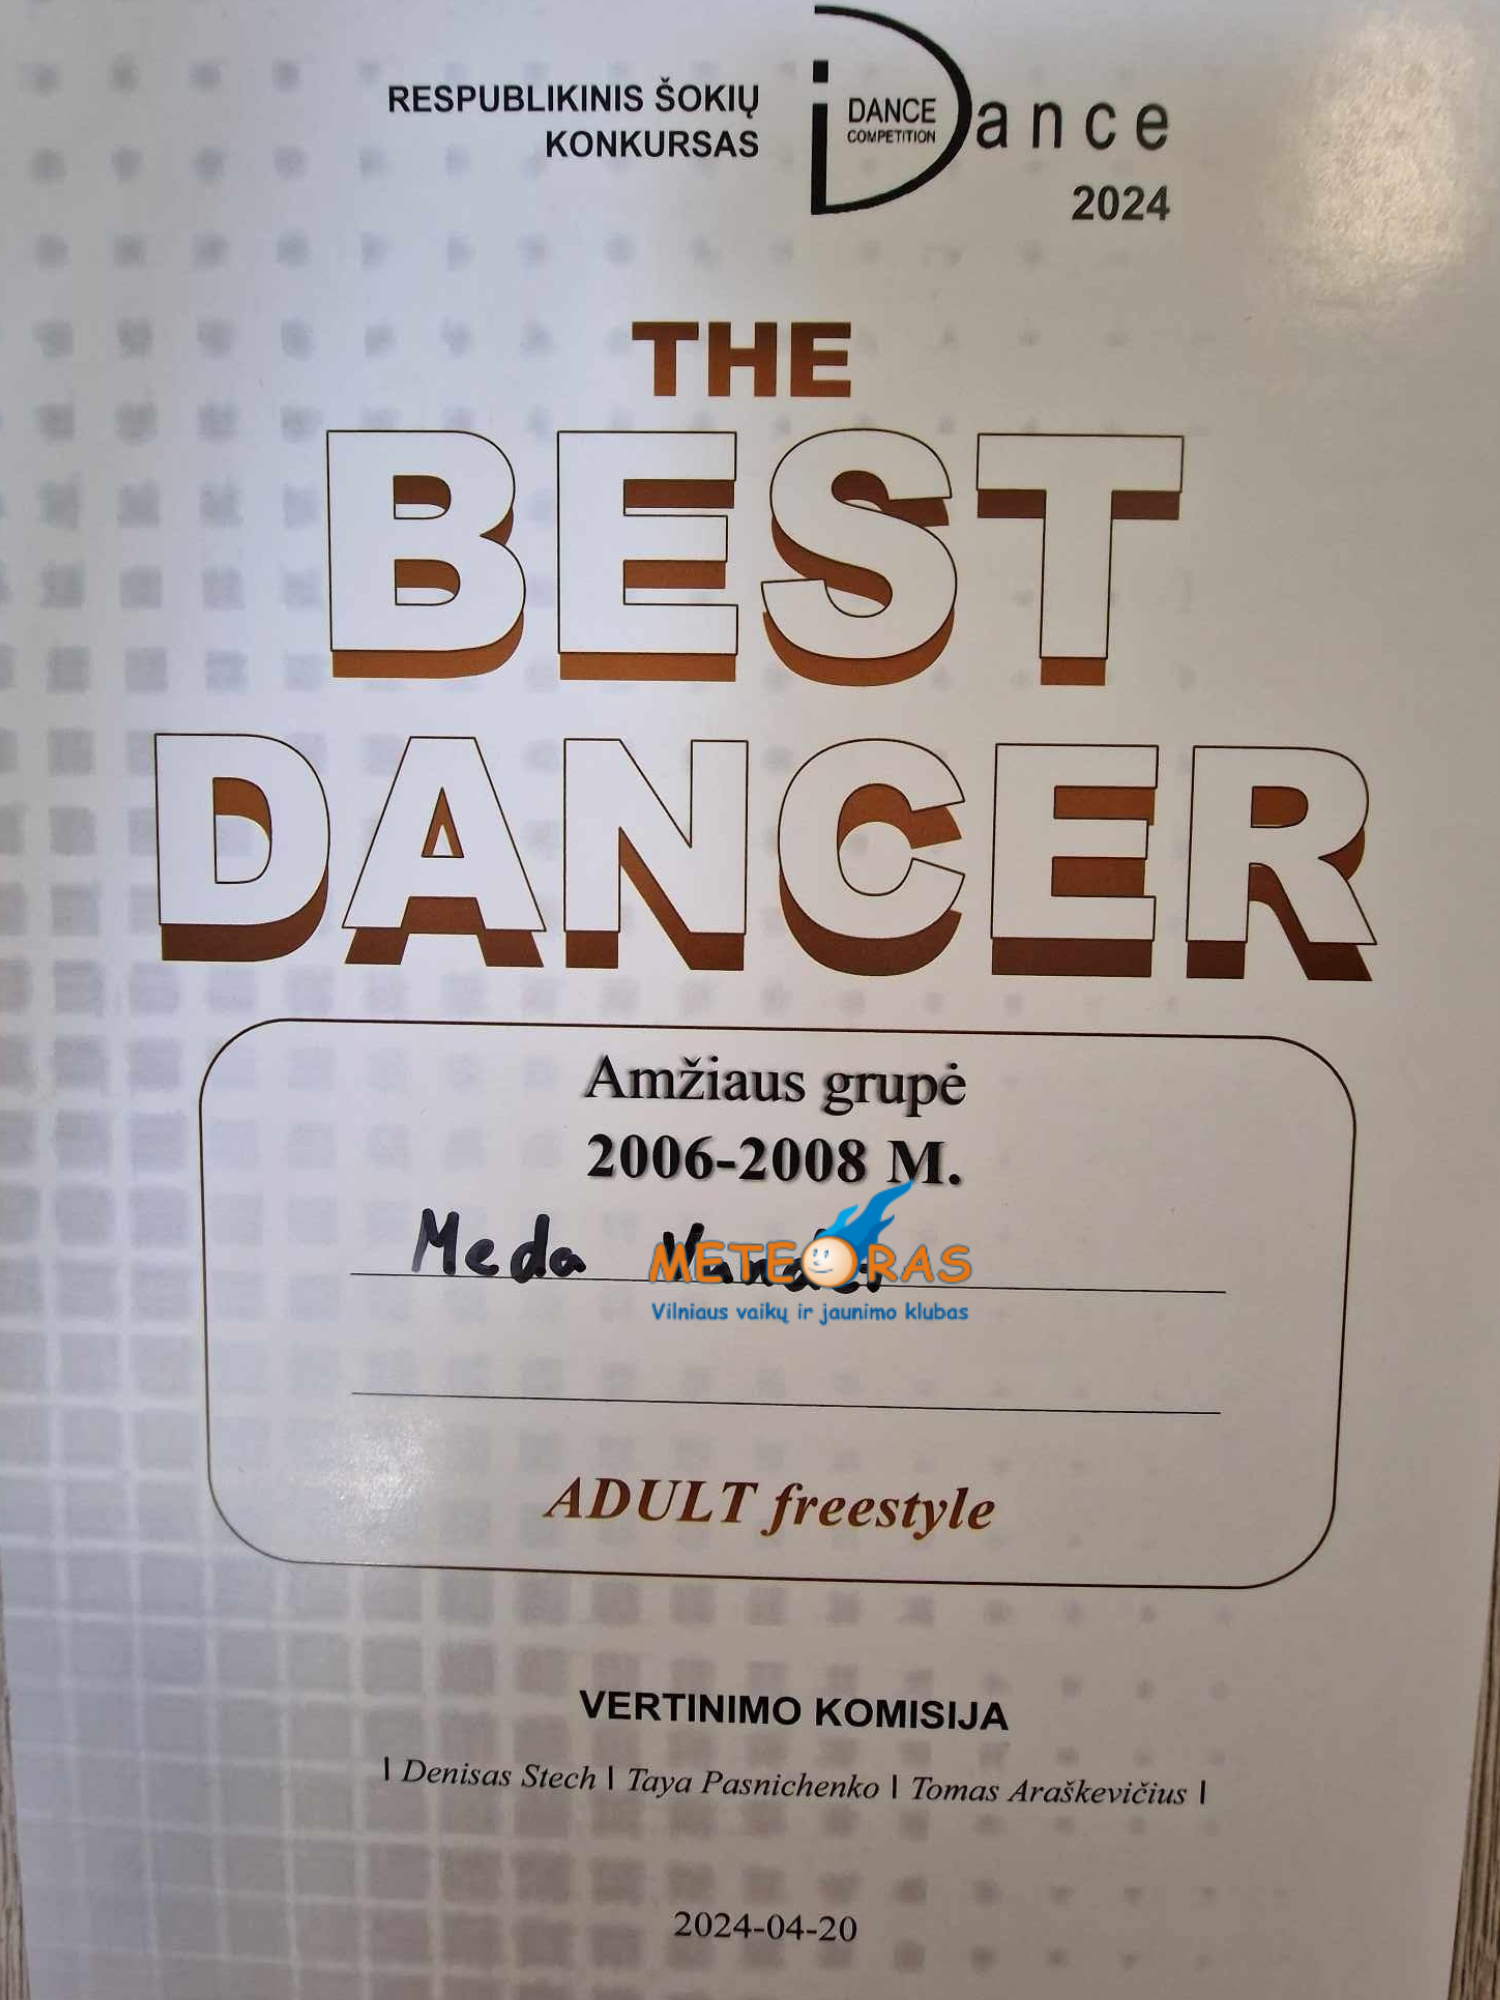 RESPUBLIKINIS ŠOKIŲ
KONKURSAS
iDance
DANCE
COMPETITION
2024
THE
BEST
DANCER
Amžiaus grupė
2006-2008 M.
Meda
METEORAS
Vilniaus vaikų ir jaunimo klubas
ADULT freestyle
VERTINIMO KOMISIJA
| Denisas Stech | Taya Pasnichenko | Tomas Araškevičius |
2024-04-20